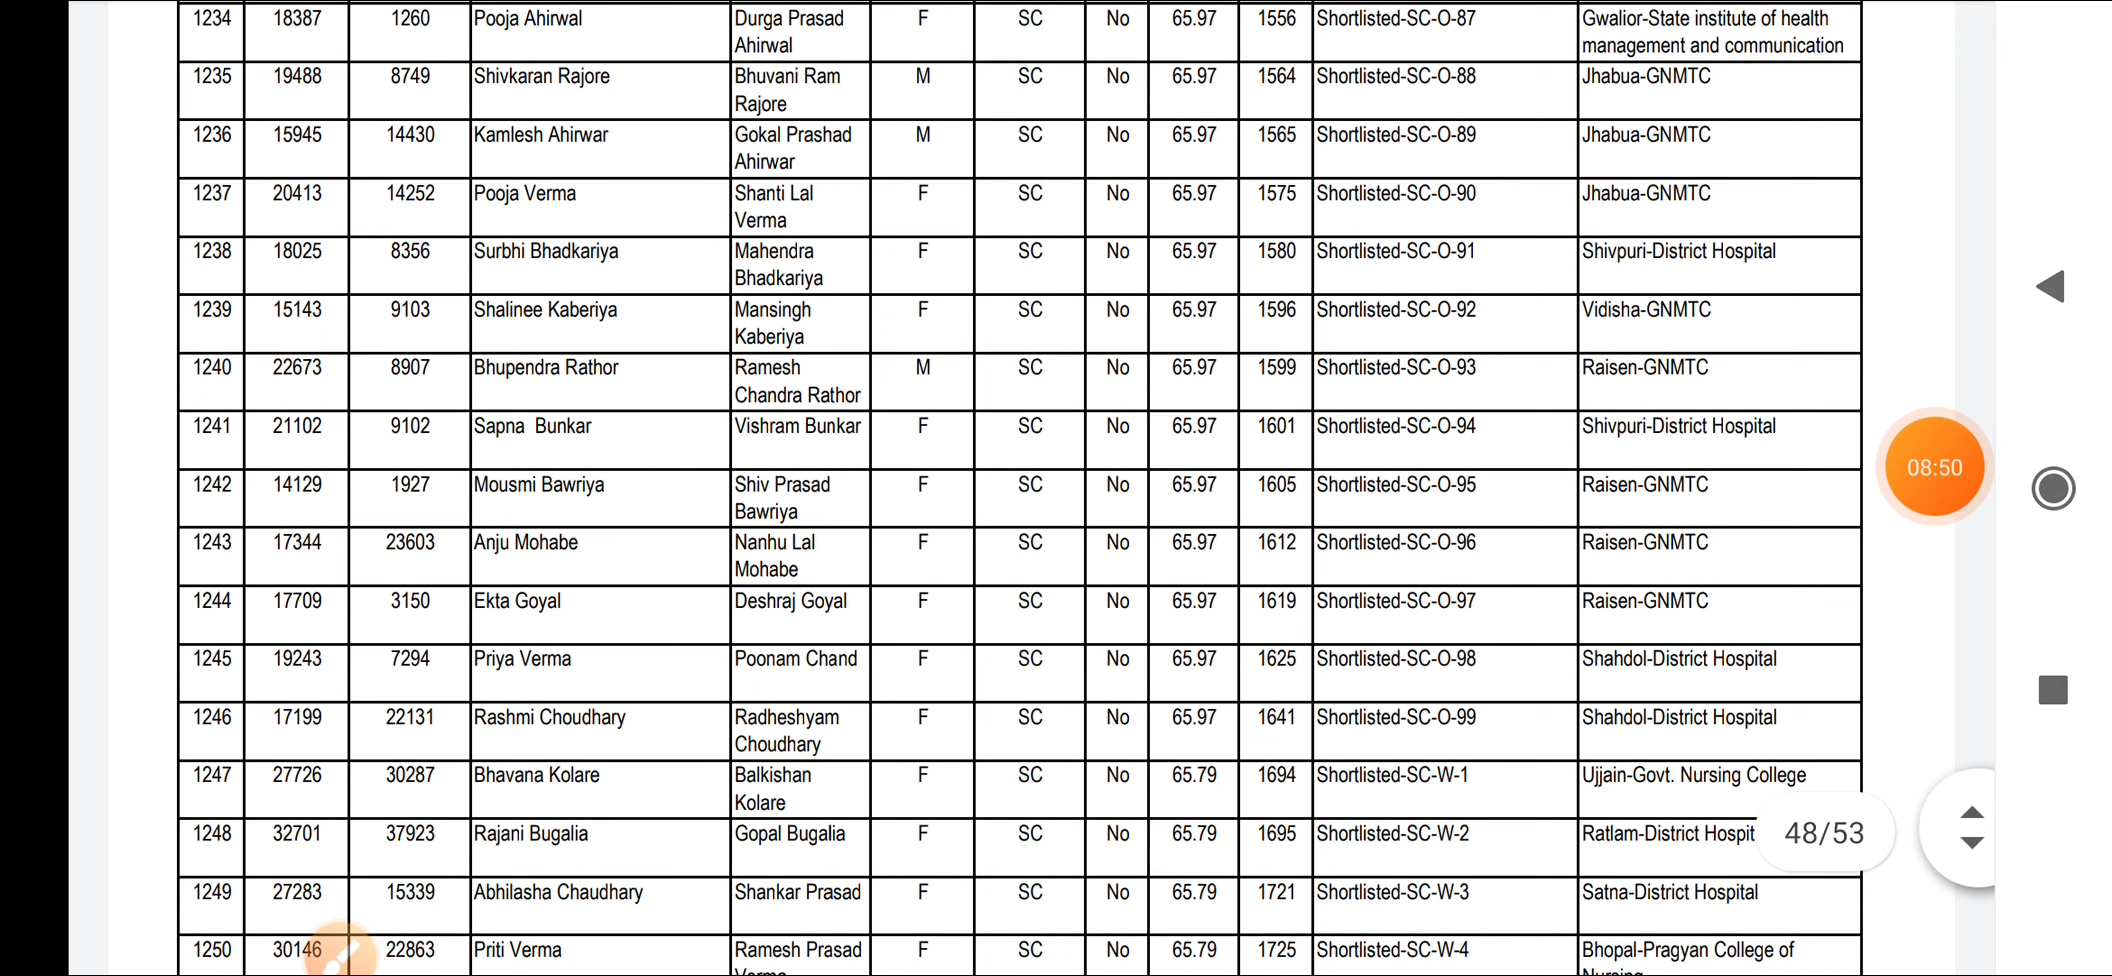 1234 18387 1260 Pooja Ahirwal Durga Prasad F SC No 65.97 1556 Shortlisted-SC-O-87 Gwalior-State institute of health
Ahirwal management and communication
1235 19488 8749 Shivkaran Rajore Bhuvani Ram M SC No 65.97 1564 Shortlisted-SC-O-88 Jhabua-GNMTC
Rajore
1236 15945 14430 Kamlesh Ahirwar Gokal Prashad M SC No 65.97 1565 Shortlisted-SC-O-89 Jhabua-GNMTC
Ahirwar
1237 20413 14252 Pooja Verma Shanti Lal F SC No 65.97 1575 Shortlisted-SC-O-90 Jhabua-GNMTC
Verma
1238 18025 8356 Surbhi Bhadkariya Mahendra F SC No 65.97 1580 Shortlisted-SC-O-91 Shivpuri-District Hospital
Bhadkariya
1239 15143 9103 Shalinee Kaberiya Mansingh F SC No 65.97 1596 Shortlisted-SC-O-92 Vidisha-GNMTC
Kaberiya
1240 22673 8907 Bhupendra Rathor Ramesh M SC No 65.97 1599 Shortlisted-SC-O-93 Raisen-GNMTC
Chandra Rathor
1241 21102 9102 Sapna Bunkar Vishram Bunkar F SC No 65.97 1601 Shortlisted-SC-O-94 Shivpuri-District Hospital
08:50
1242 14129 1927 Mousmi Bawriya Shiv Prasad F SC No 65.97 1605 Shortlisted-SC-O-95 Raisen-GNMTC
Bawriya
1243 17344 23603 Anju Mohabe Nanhu Lal F SC No 65.97 1612 Shortlisted-SC-O-96 Raisen-GNMTC
Mohabe
1244 17709 3150 Ekta Goyal Deshraj Goyal F SC No 65.97 1619 Shortlisted-SC-O-97 Raisen-GNMTC
1245 19243 7294 Priya Verma Poonam Chand F SC No 65.97 1625 Shortlisted-SC-O-98 Shahdol-District Hospital
1246 17199 22131 Rashmi Choudhary Radheshyam F SC No 65.97 1641 Shortlisted-SC-O-99 Shahdol-District Hospital
Choudhary
1247 27726 30287 Bhavana Kolare Balkishan F SC No 65.79 1694 Shortlisted-SC-W-1 Ujjain-Govt. Nursing College
Kolare
1248 32701 37923 Rajani Bugalia Gopal Bugalia F SC No 65.79 1695 Shortlisted-SC-W-2 Ratlam-District Hospit
48/53
1249 27283 15339 Abhilasha Chaudhary Shankar Prasad F SC No 65.79 1721 Shortlisted-SC-W-3 Satna-District Hospital
1250 30146 22863 Priti Verma Ramesh Prasad F SC No 65.79 1725 Shortlisted-SC-W-4 Bhopal-Pragyan College of